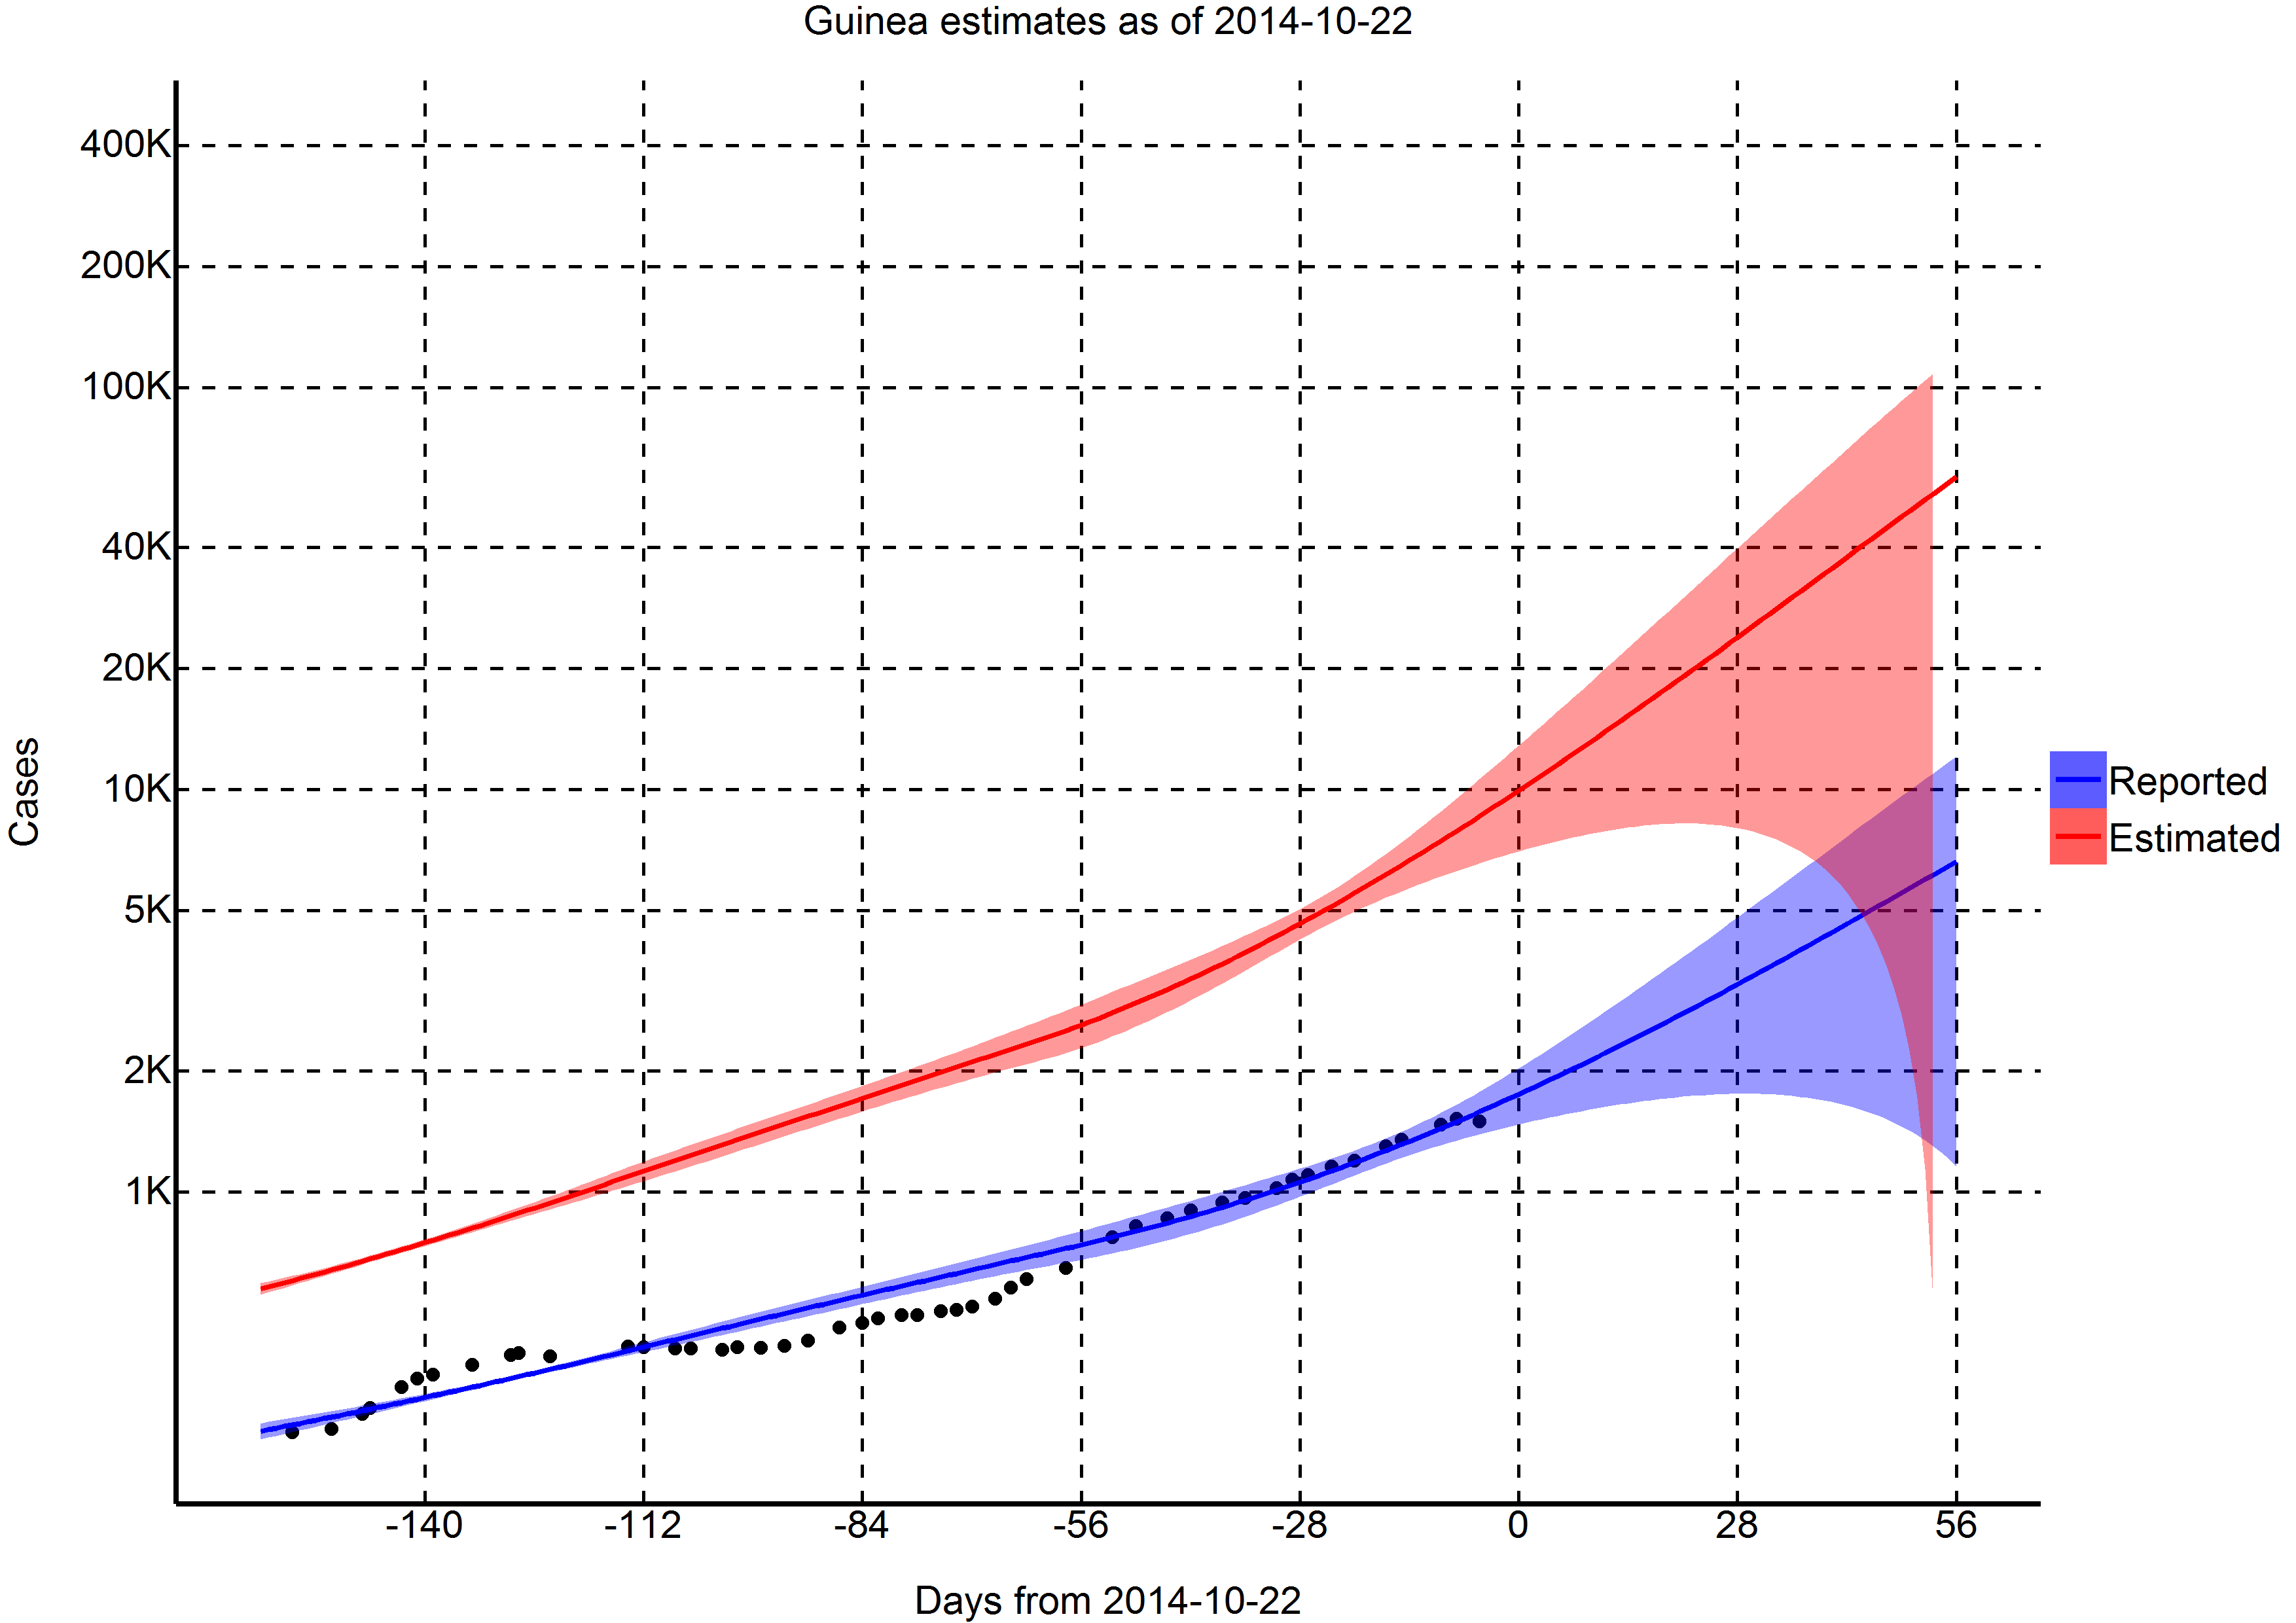 Guinea estimates as of 2014-10-22
400K
200K
100K
40K
20K
10K
5K
2K
1K
Cases
Reported
Estimated
-140 -112 -84 -56 -28 0 28 56
Days from 2014-10-22